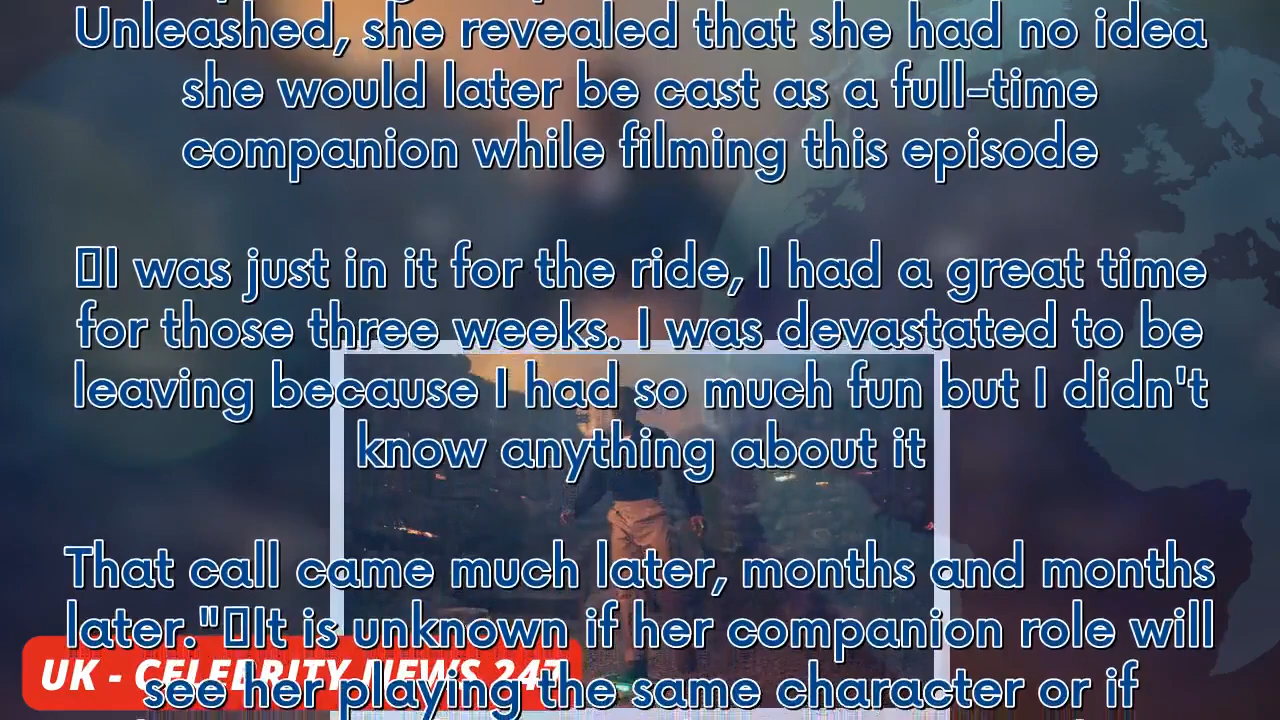 Unleashed, she revealed that she had no idea
she would later be cast as a full-time
companion while filming this episode
I was just in it for the ride, I had a great time
for those three weeks. I was devastated to be
leaving because I had so much fun but I didn't
know anything about it
That call came much later, months and months
later."It is unknown if her companion role will
UK - CELEBRITY NEWS 247
see her playing the same character or if